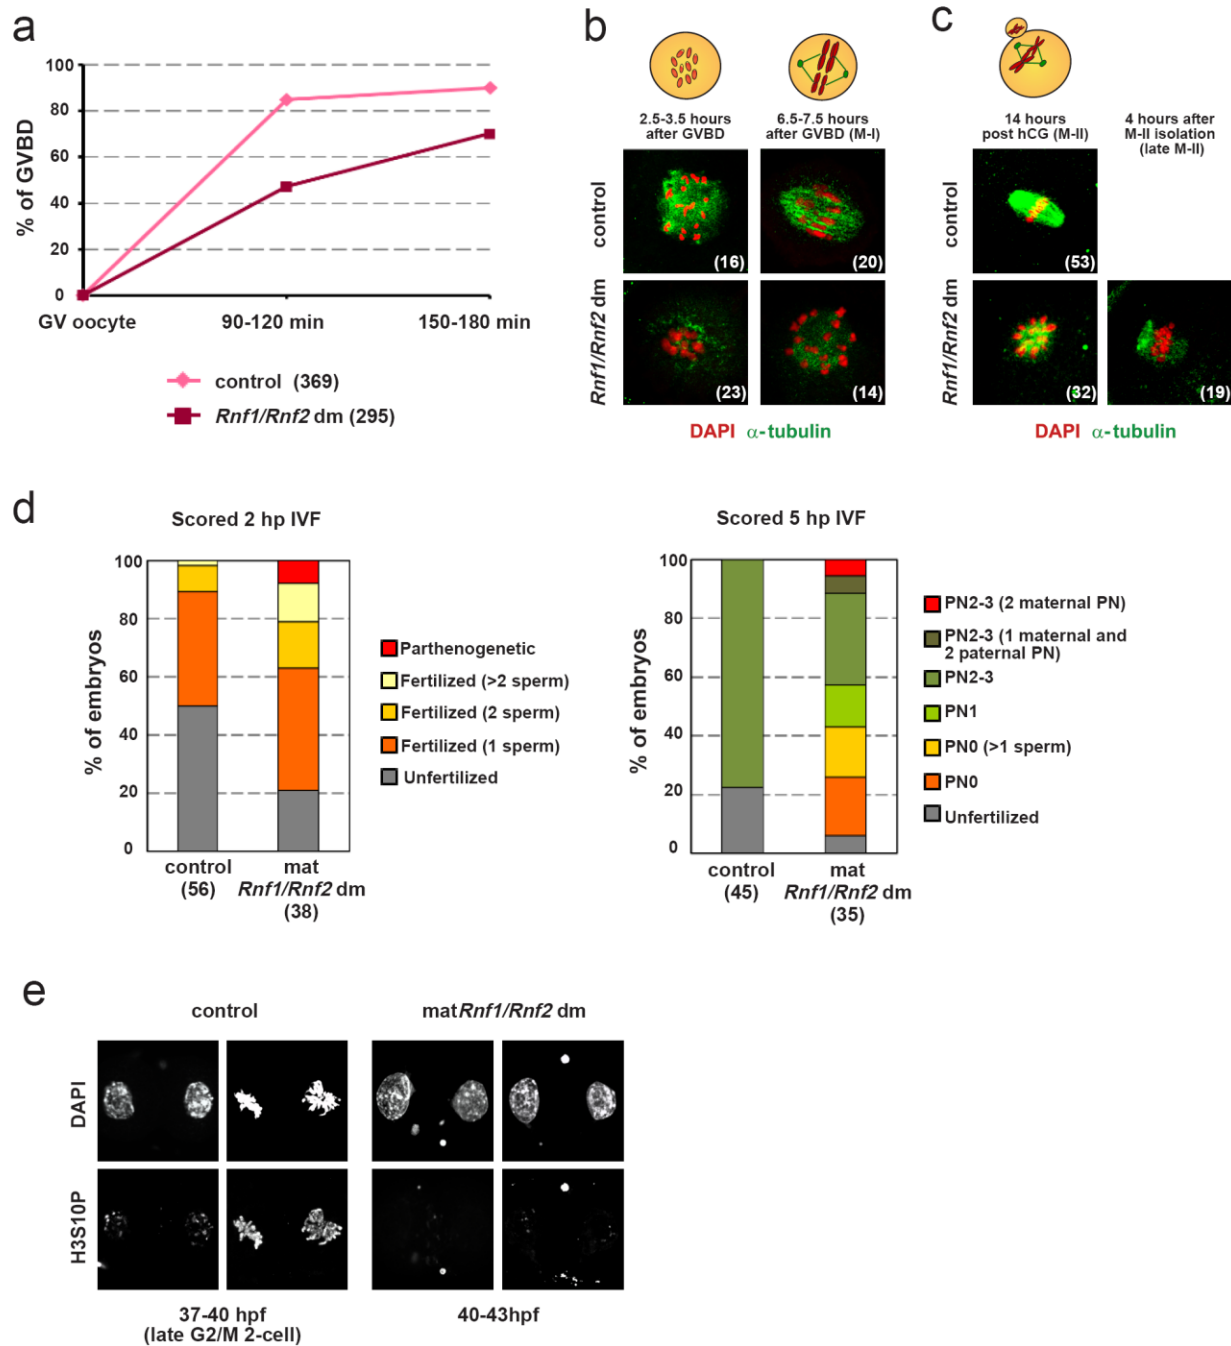 a
100
80
60
40
20
0
% of GVBD
GV oocyte
90-120 min
150-180 min
control (369)
Rnf1/Rnf2 dm (295)
b
2.5-3.5 hours
after GVBD
6.5-7.5 hours
after GVBD (M-I)
control
(16)
(20)
Rnf1/Rnf2 dm
(23)
(14)
DAPI α-tubulin
c
14 hours
post hCG (M-II)
4 hours after
M-II isolation
(late M-II)
control
(53)
Rnf1/Rnf2 dm
(32)
(19)
DAPI α-tubulin
d
Scored 2 hp IVF
100
80
60
40
20
0
% of embryos
control
(56)
mat
Rnf1/Rnf2 dm
(38)
Parthenogenetic
Fertilized (>2 sperm)
Fertilized (2 sperm)
Fertilized (1 sperm)
Unfertilized
Scored 5 hp IVF
100
80
60
40
20
0
% of embryos
control
(45)
mat
Rnf1/Rnf2 dm
(35)
PN2-3 (2 maternal PN)
PN2-3 (1 maternal and
2 paternal PN)
PN2-3
PN1
PN0 (>1 sperm)
PN0
Unfertilized
e
control
mat Rnf1/Rnf2 dm
DAPI
H3S10P
37-40 hpf
(late G2/M 2-cell)
40-43hpf